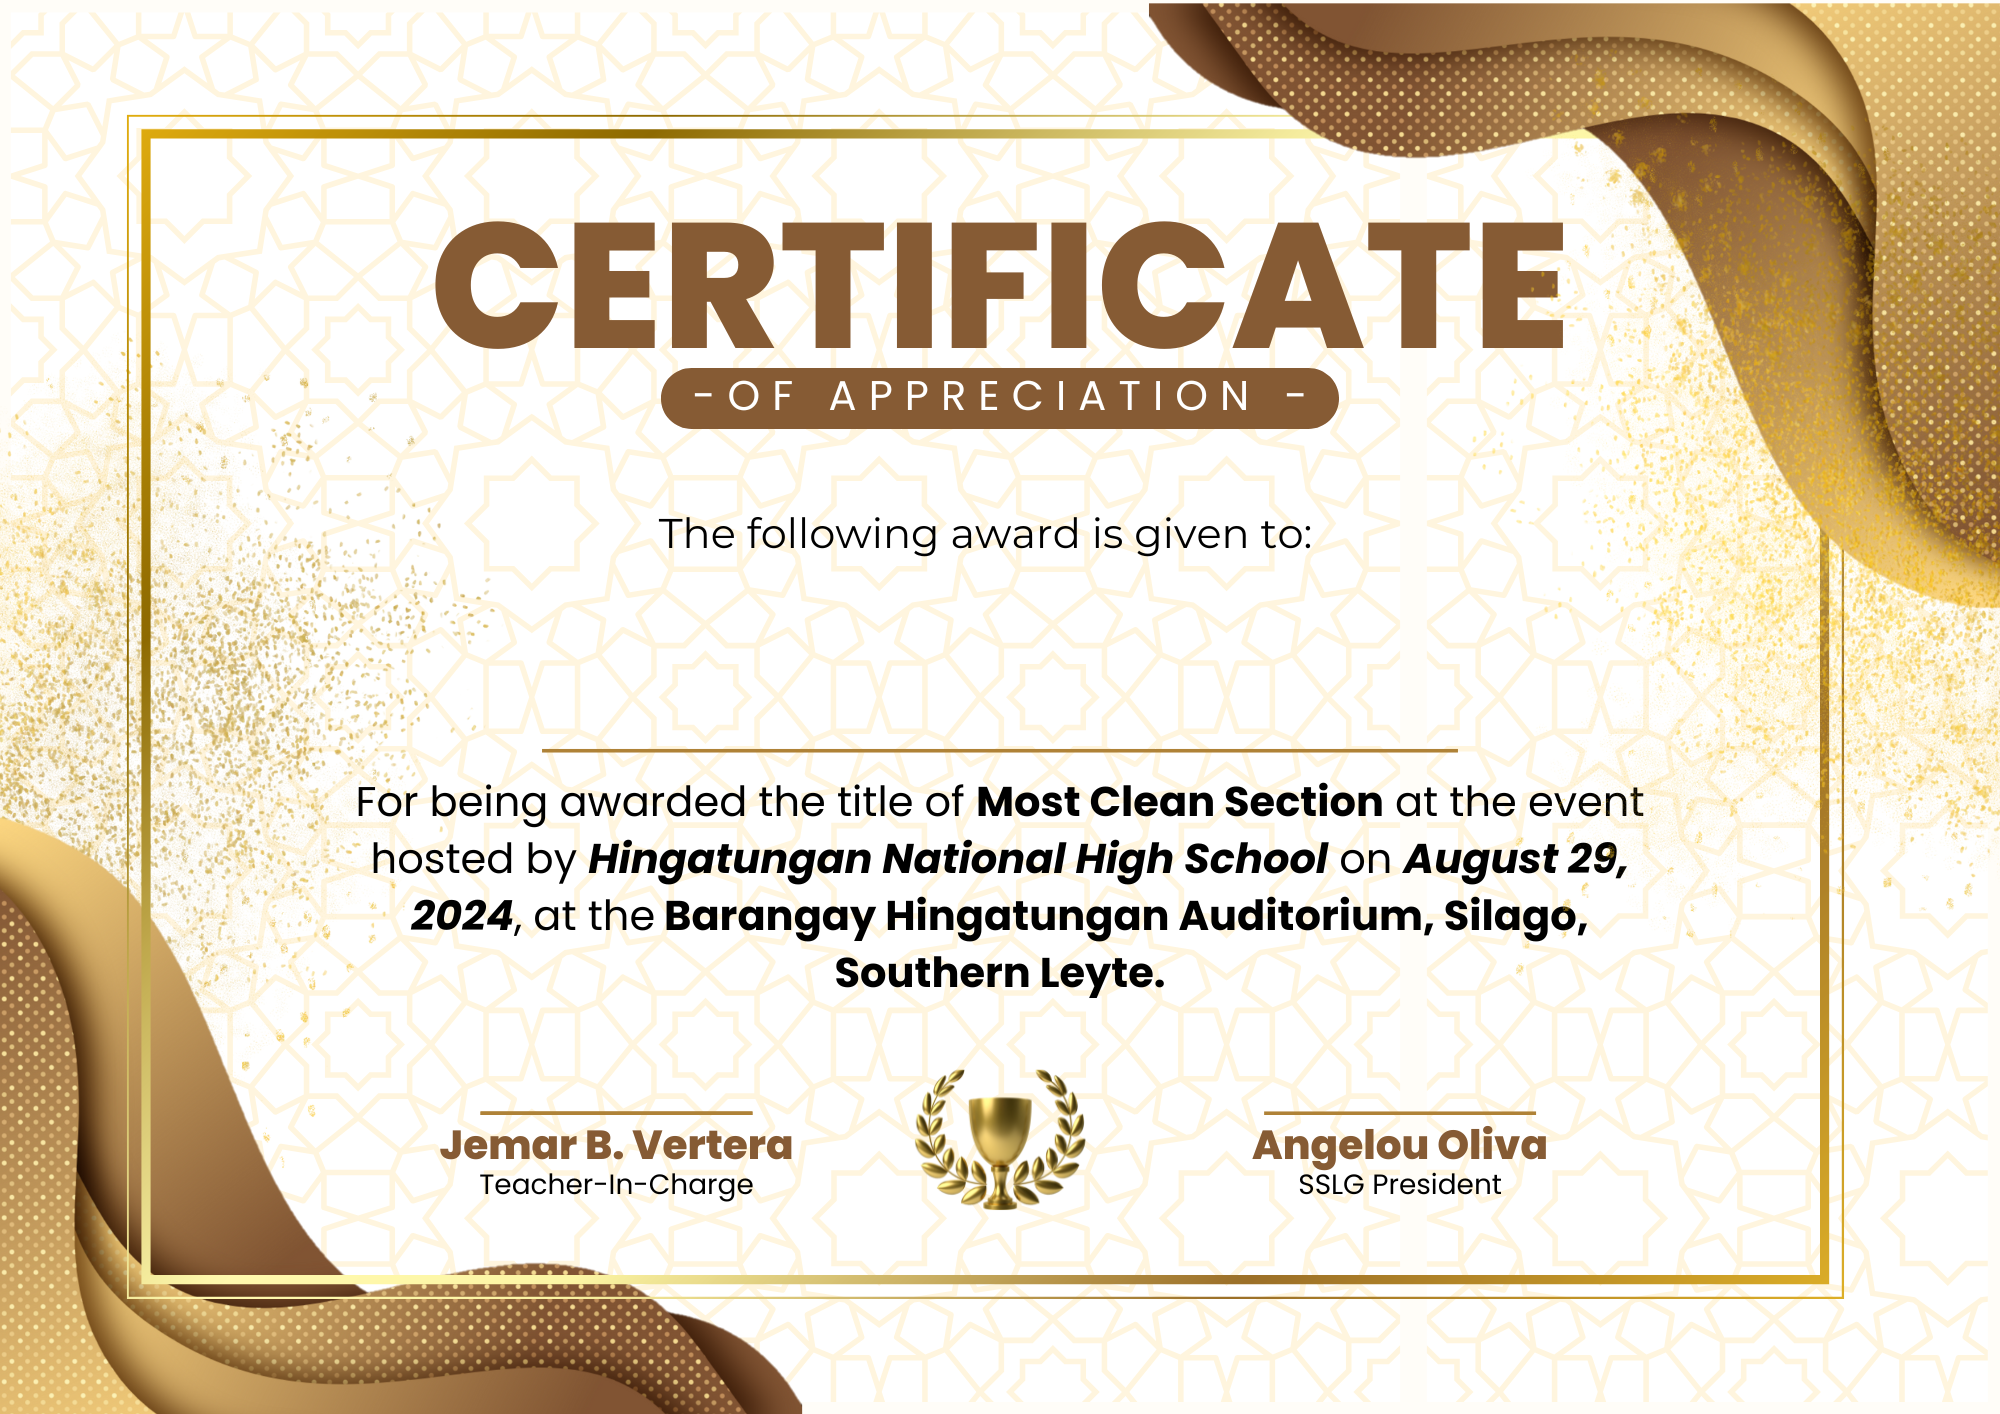 CERTIFICATE
-OF APPRECIATION -
The following award is given to:
For being awarded the title of Most Clean Section at the event
hosted by Hingatungan National High School on August 29,
2024, at the Barangay Hingatungan Auditorium, Silago,
Southern Leyte.
Jemar B. Vertera
Teacher-In-Charge
Angelou Oliva
SSLG President